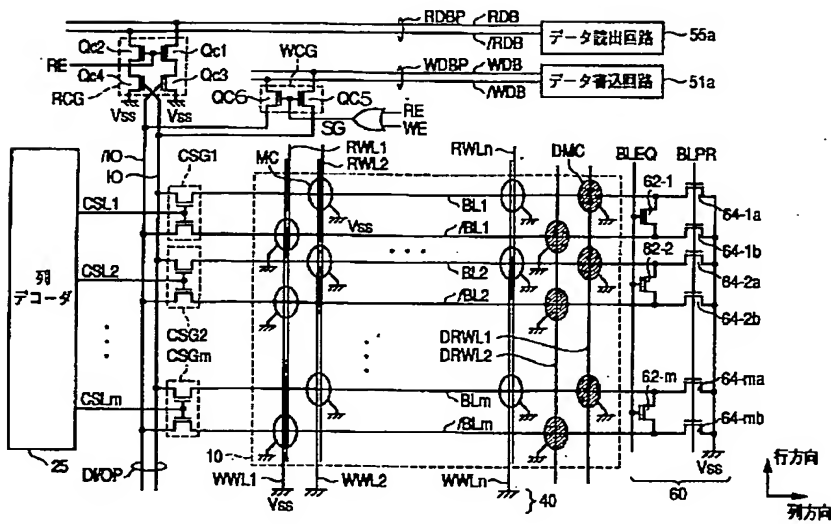 RDBP RDB
/RDB
データ読出回路 55a
Qc2 Qc1
RE
Qc4 Qc3
RCG
Vss Vss
WCG
WDBP WDB
/WDB
データ書込回路 51a
QC6 QC5
SG
RE
WE
/IO
IO
CSG1
MC
RWL1
RWL2
RWLn
DMC
BLEQ
BLPR
62-1
CSL1
BL1
64-1a
Vss
/BL1
64-1b
62-2
CSL2
BL2
64-2a
/BL2
64-2b
列
デコーダ
CSG2
CSGm
DRWL1
DRWL2
62-m
CSLm
BLm
64-ma
/BLm
64-mb
25
10
DI/OP
WWL1
Vss
WWL2
WWLn
40
60
Vss
行方向
列方向